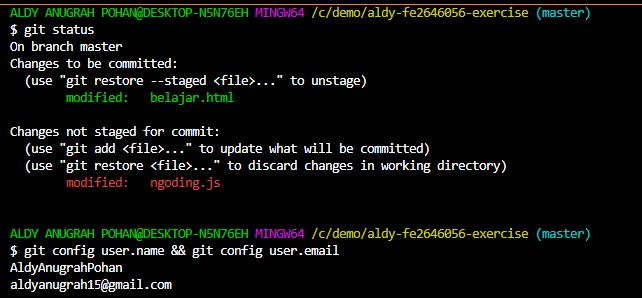 ALDY ANUGRAH POHAN@DESKTOP-N5N76EH MINGW64 /c/demo/aldy-fe2646056-exercise (master)
$ git status
On branch master
Changes to be committed:
  (use "git restore --staged <file>..." to unstage)
        modified:   belajar.html

Changes not staged for commit:
  (use "git add <file>..." to update what will be committed)
  (use "git restore <file>..." to discard changes in working directory)
        modified:   ngoding.js

ALDY ANUGRAH POHAN@DESKTOP-N5N76EH MINGW64 /c/demo/aldy-fe2646056-exercise (master)
$ git config user.name && git config user.email
AldyAnugrahPohan
aldyanugrah15@gmail.com